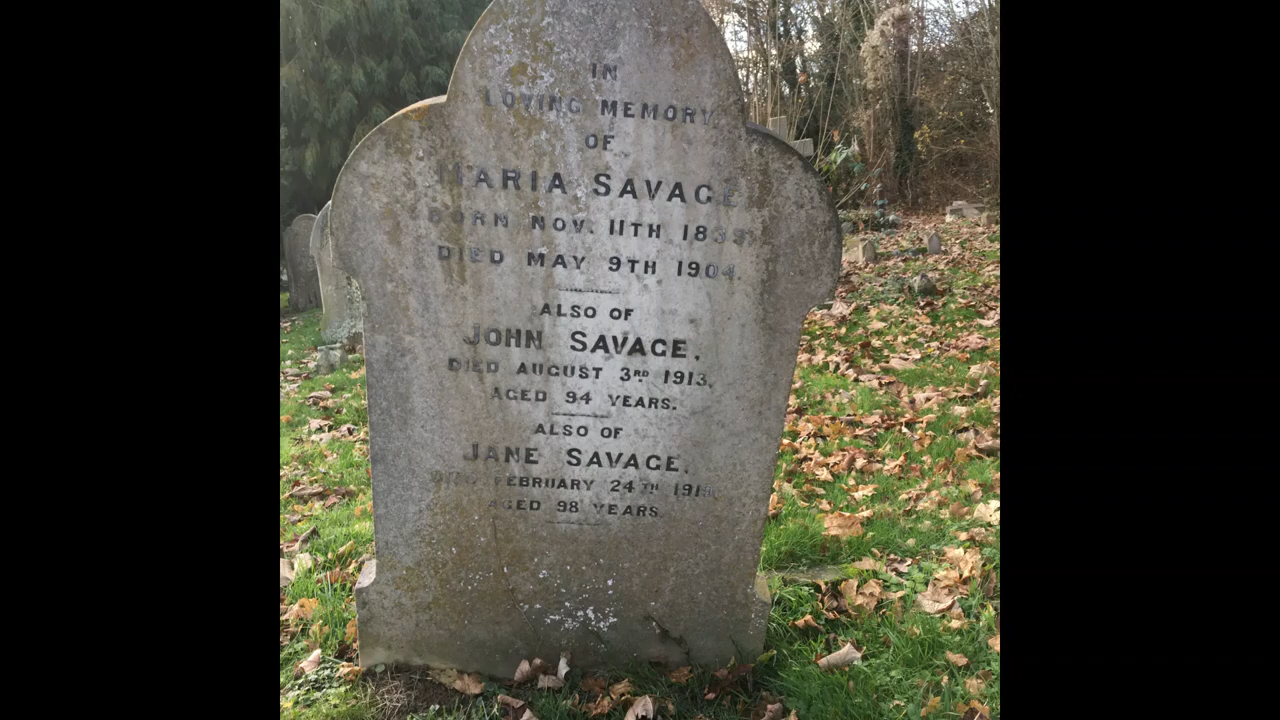 IN
LOVING MEMORY
OF
MARIA SAVAGE
BORN NOV. 11TH
DIED MAY 9TH 1904.
ALSO OF
JOHN SAVAGE,
DIED AUGUST 3RD 1913,
AGED 94 YEARS.
ALSO OF
JANE SAVAGE,
DIED FEBRUARY 24TH
AGED 98 YEARS.